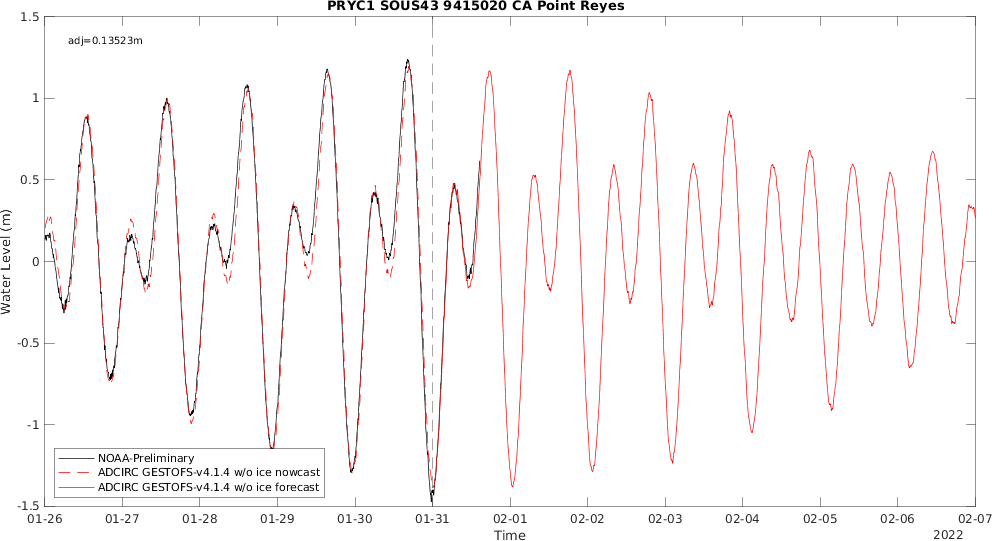 PRYC1 SOUS43 9415020 CA Point Reyes
adj=0.13523m
1.5
1
0.5
0
-0.5
-1
-1.5
Water Level (m)
NOAA-Preliminary
ADCIRC GESTOFS-v4.1.4 w/o ice nowcast
ADCIRC GESTOFS-v4.1.4 w/o ice forecast
01-26 01-27 01-28 01-29 01-30 01-31 02-01 02-02 02-03 02-04 02-05 02-06 02-07
Time
2022